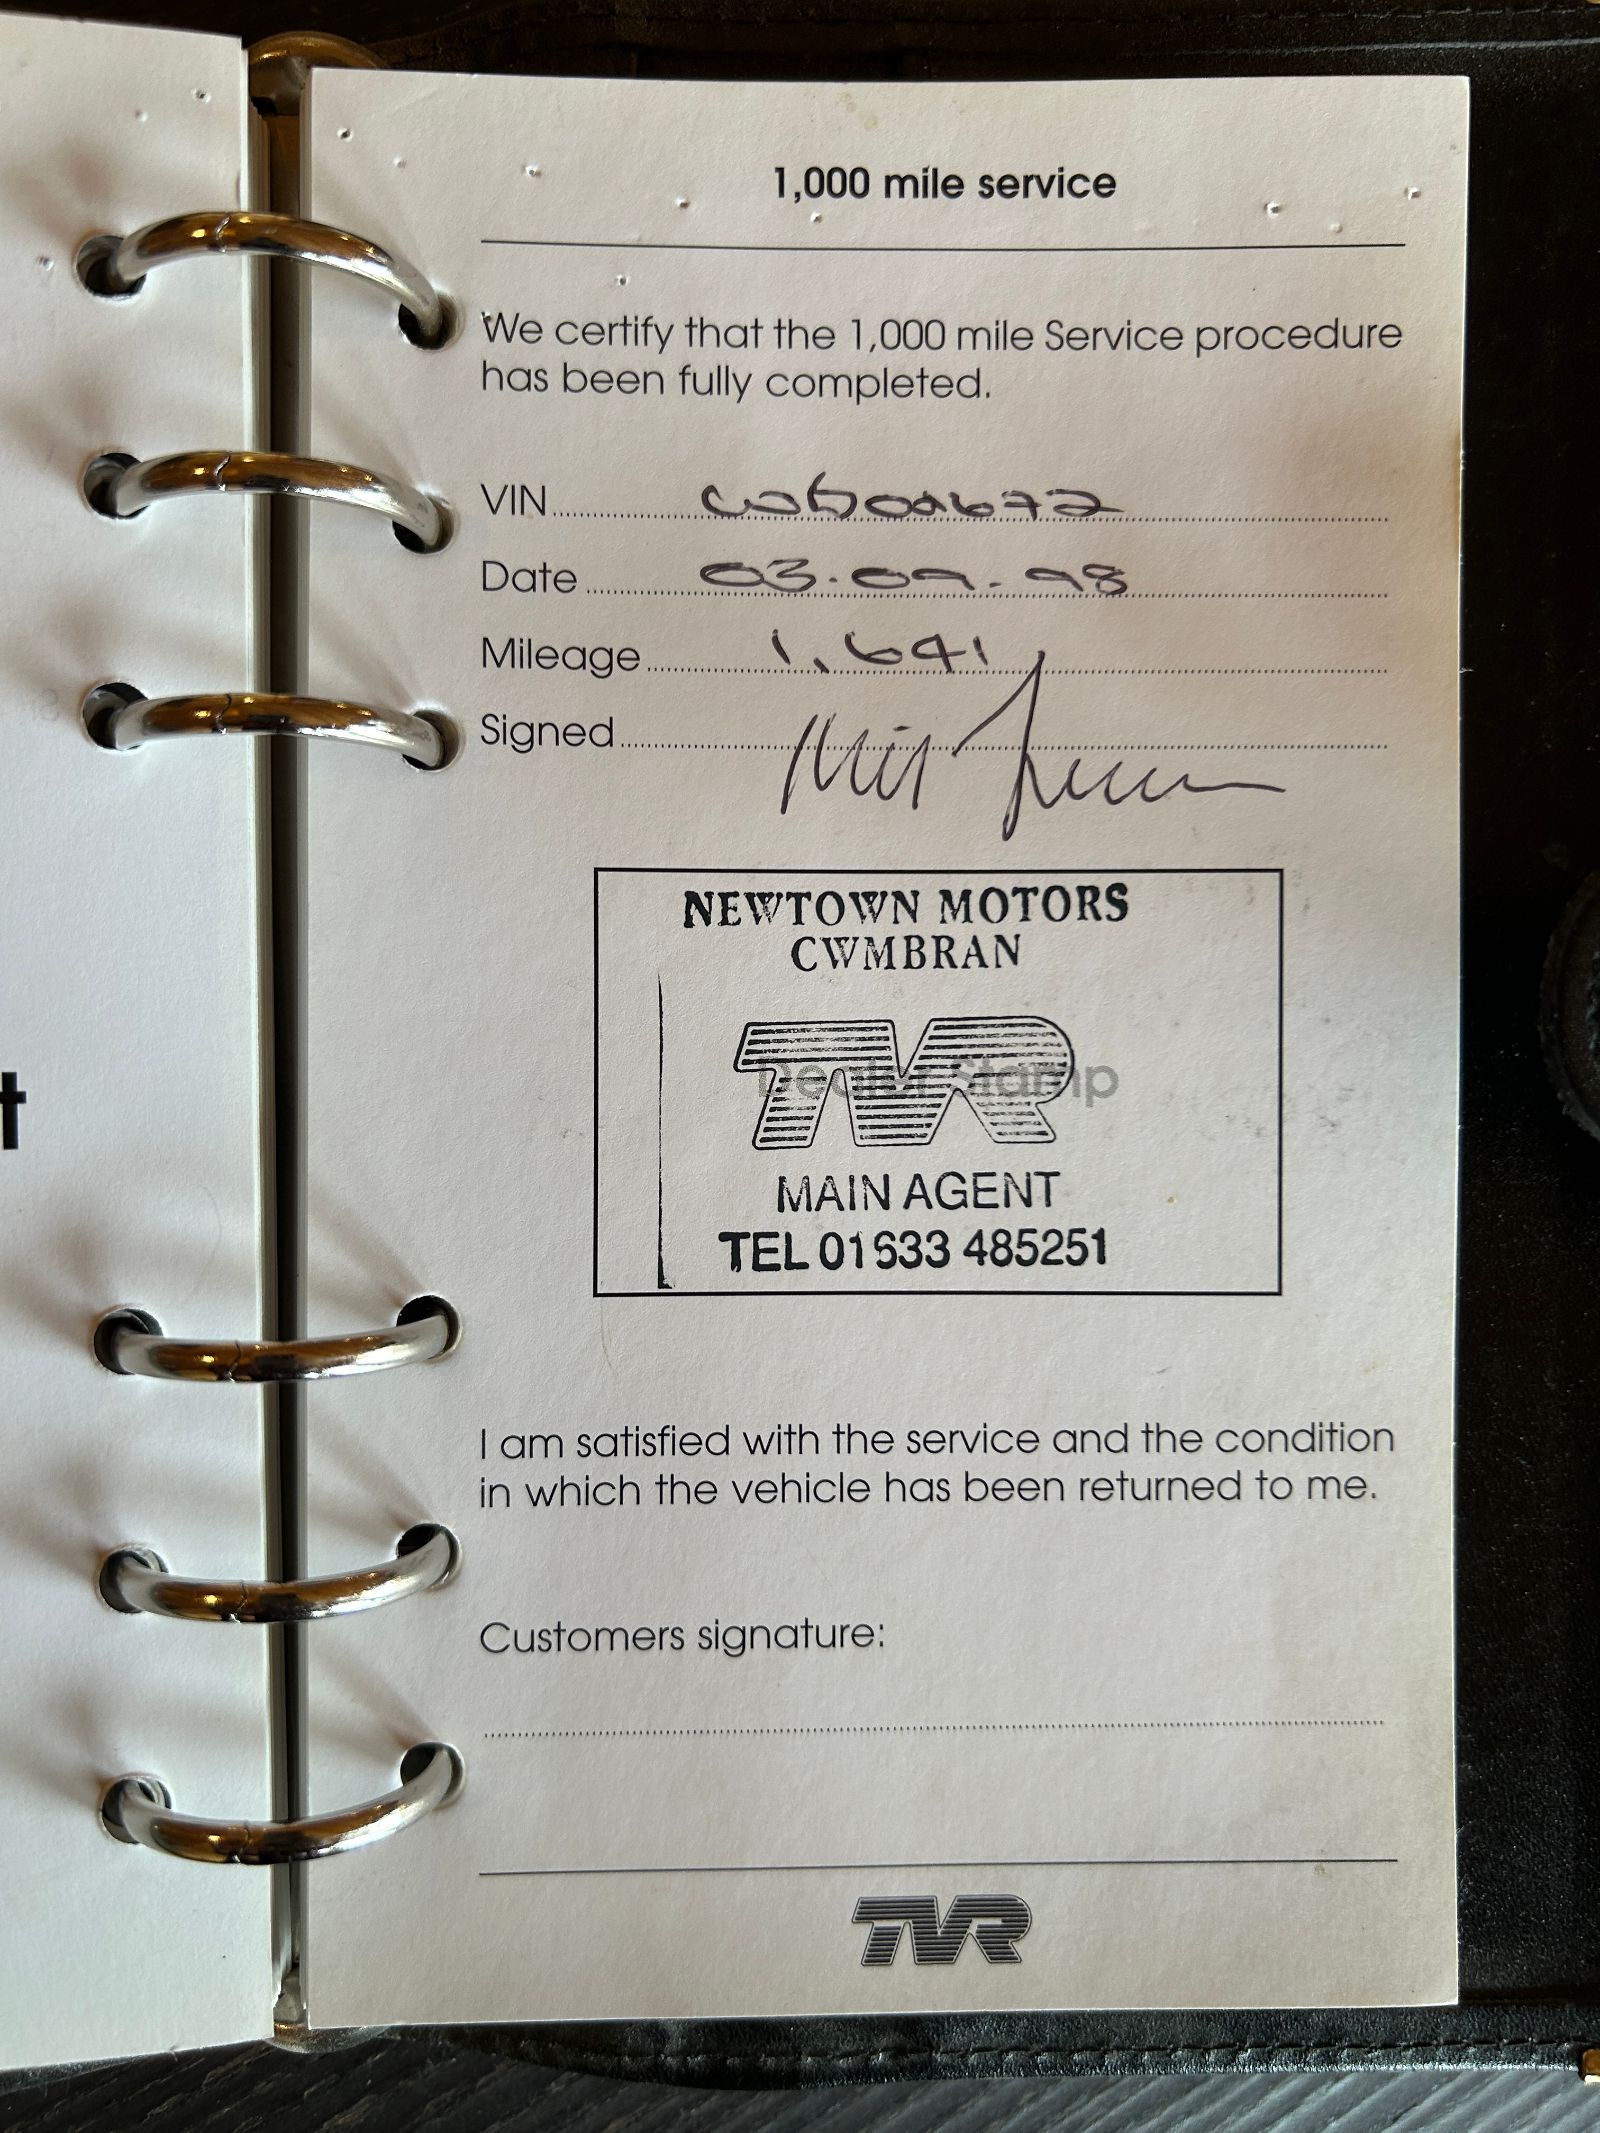 1,000 mile service
We certify that the 1,000 mile Service procedure
has been fully completed.
VIN
Date 03.09.98
Mileage 1,641
Signed
NEWTOWN MOTORS
CWMBRAN
TVR
Dealer Stamp
MAIN AGENT
TEL 01633 485251
I am satisfied with the service and the condition
in which the vehicle has been returned to me.
Customers signature:
TVR
t